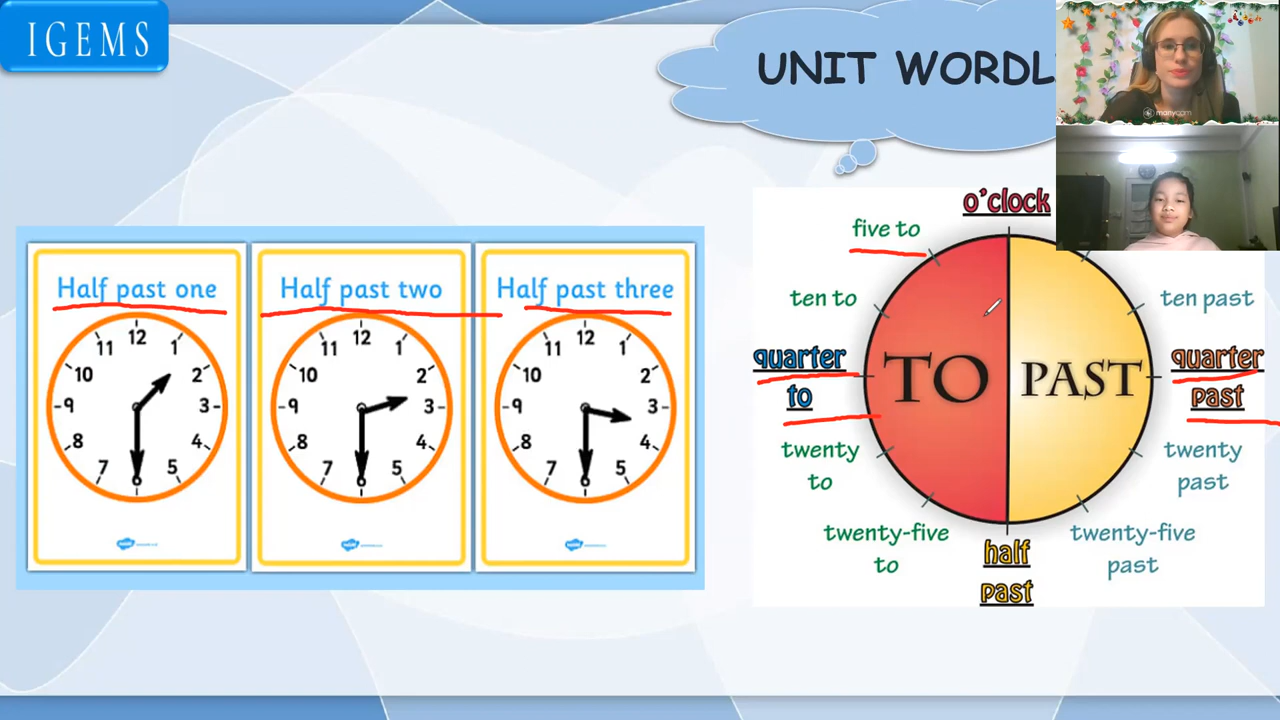 IGEMS
UNIT WORDL
manycam
Half past one
12
11 1
10 2
9 3
8 4
7 5
Half past two
12
11 1
10 2
9 3
8 4
7 5
Half past three
12
11 1
10 2
9 3
8 4
7 5
o'clock
five to
ten to
ten past
quarter
to
quarter
past
TO PAST
twenty
to
twenty
past
twenty-five
to
twenty-five
past
half
past